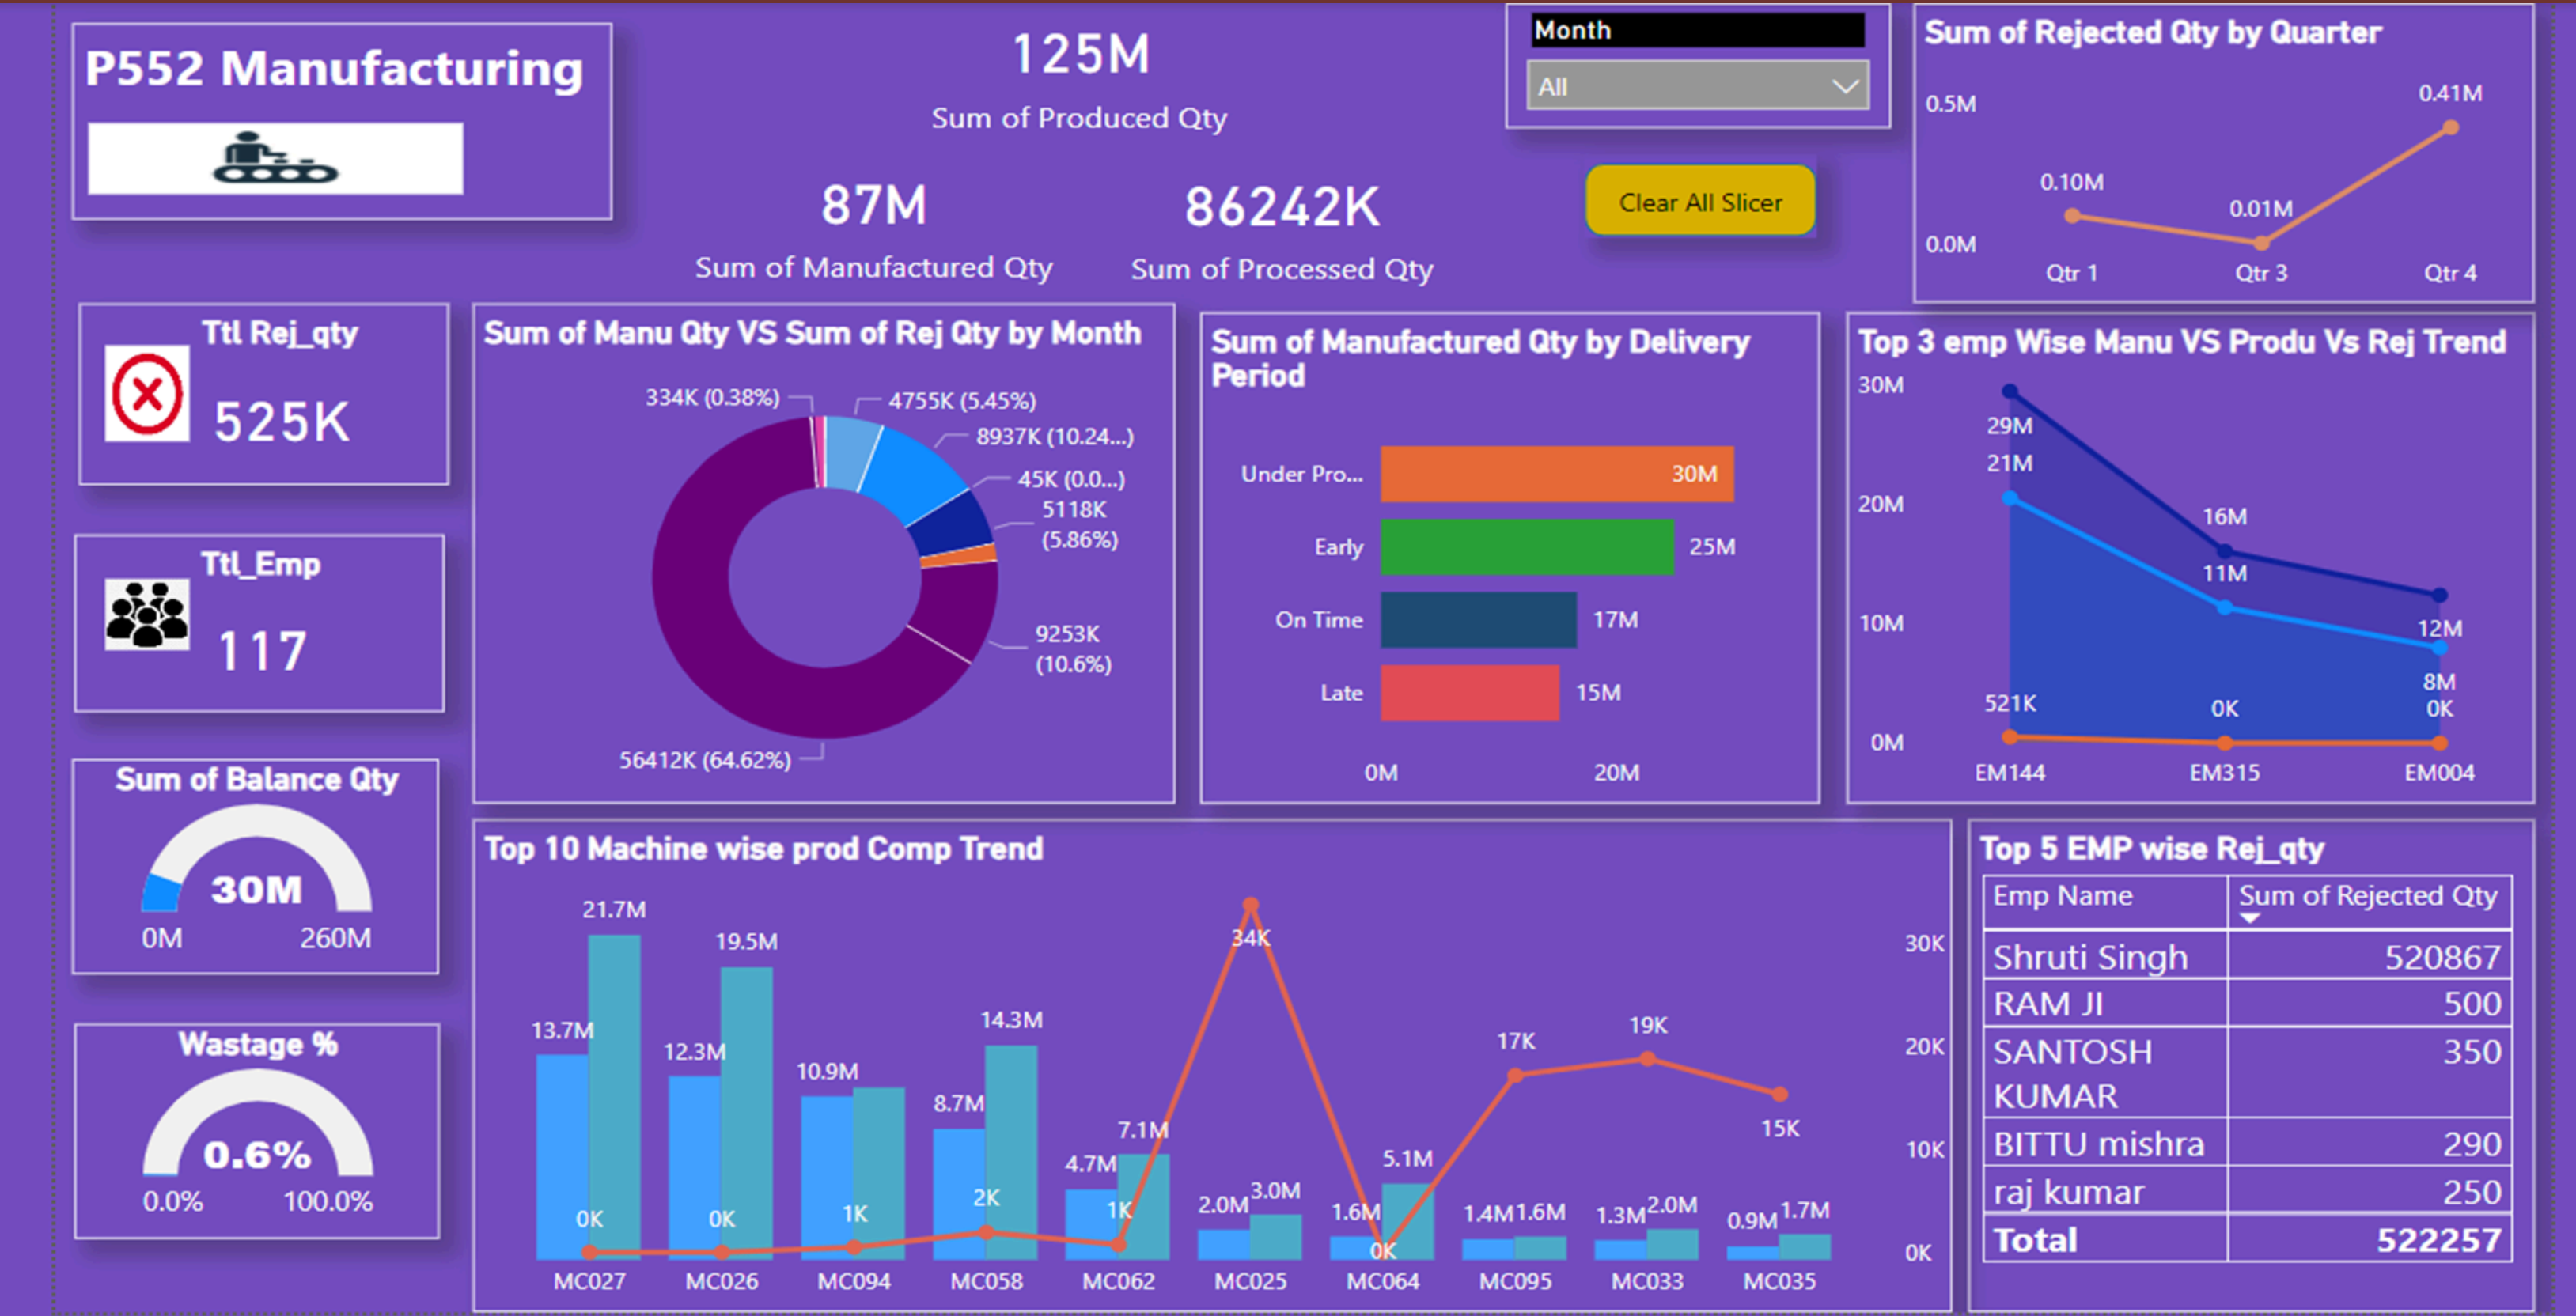 P552 Manufacturing
125M
Sum of Produced Qty
87M
Sum of Manufactured Qty
86242K
Sum of Processed Qty
Month
All
Clear All Slicer
Sum of Rejected Qty by Quarter
0.5M
0.0M
0.10M
0.01M
0.41M
Qtr 1
Qtr 3
Qtr 4
Ttl Rej_qty
525K
Ttl_Emp
117
Sum of Balance Qty
30M
0M
260M
Wastage %
0.6%
0.0%
100.0%
Sum of Manu Qty VS Sum of Rej Qty by Month
334K (0.38%)
4755K (5.45%)
8937K (10.24...)
45K (0.0...)
5118K
(5.86%)
9253K
(10.6%)
56412K (64.62%)
Sum of Manufactured Qty by Delivery
Period
Under Pro...
30M
Early
25M
On Time
17M
Late
15M
0M
20M
Top 3 emp Wise Manu VS Produ Vs Rej Trend
30M
20M
10M
0M
29M
21M
521K
16M
11M
0K
12M
8M
0K
EM144
EM315
EM004
Top 10 Machine wise prod Comp Trend
13.7M
21.7M
0K
12.3M
19.5M
0K
10.9M
1K
8.7M
14.3M
2K
4.7M
7.1M
1K
34K
2.0M
3.0M
1.6M
5.1M
0K
17K
1.4M
1.6M
19K
1.3M
2.0M
15K
0.9M
1.7M
30K
20K
10K
0K
MC027
MC026
MC094
MC058
MC062
MC025
MC064
MC095
MC033
MC035
Top 5 EMP wise Rej_qty
Emp Name
Sum of Rejected Qty
Shruti Singh 520867
RAM JI 500
SANTOSH 350
KUMAR
BITTU mishra 290
raj kumar 250
Total 522257